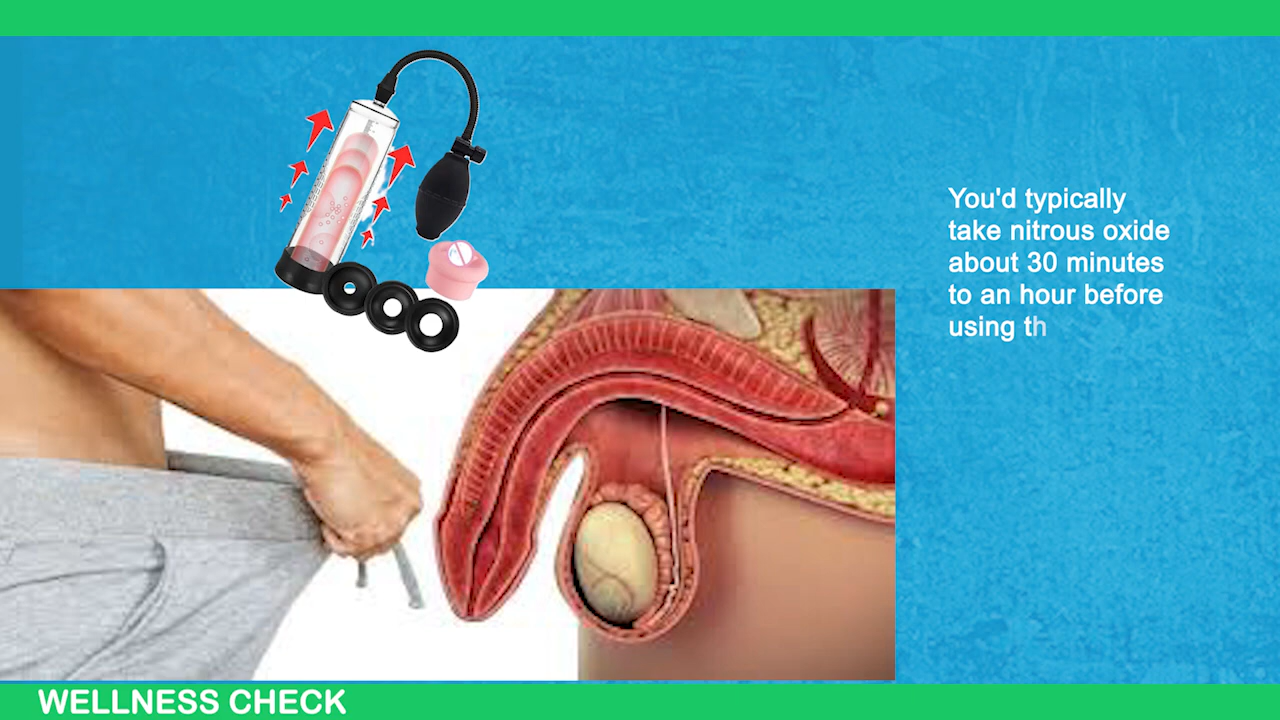 You'd typically
take nitrous oxide
about 30 minutes
to an hour before
using th
WELLNESS CHECK